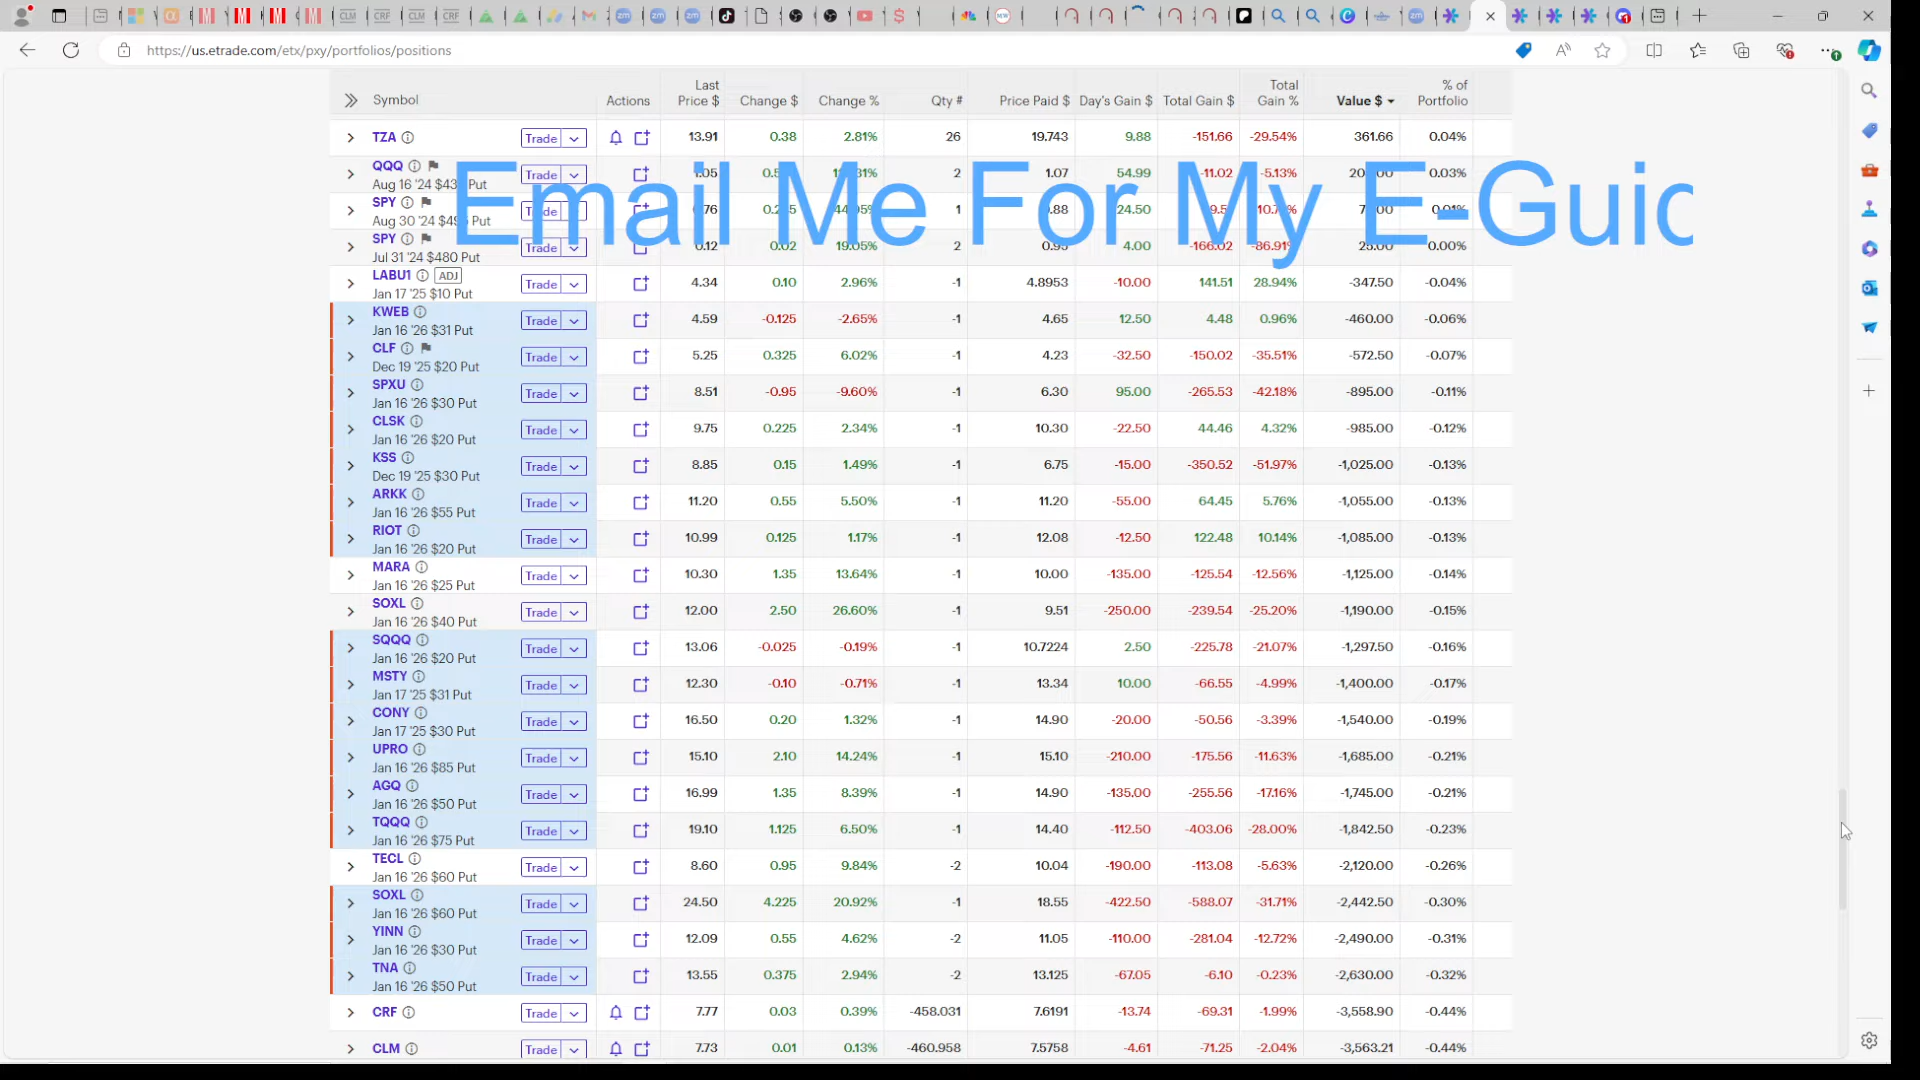 https://us.etrade.com/etx/pxy/portfolios/positions
Symbol Actions Last Price $ Change $ Change % Qty # Price Paid $ Day's Gain $ Total Gain $ Total Gain % Value $ % of Portfolio
TZA Trade 13.91 0.38 2.81% 26 19.743 9.88 -151.66 -29.54% 361.66 0.04%
Email Me For My E-Guid
QQQ Trade 2 1.07 54.99 -11.02 -5.13% 0.03%
Aug 16 '24 Put
SPY 1 24.50
Aug 30 '24 Put
SPY Trade 0.12 0.02 19.05% 2 4.00 -166.02 -86.91% 25.00 0.00%
Jul 31 '24 $480 Put
LABU1 ADJ Trade 4.34 0.10 2.96% -1 4.8953 -10.00 141.51 28.94% -347.50 -0.04%
Jan 17 '25 $10 Put
KWEB Trade 4.59 -0.125 -2.65% -1 4.65 12.50 4.48 0.96% -460.00 -0.06%
Jan 16 '26 $31 Put
CLF Trade 5.25 0.325 6.02% -1 4.23 -32.50 -150.02 -35.51% -572.50 -0.07%
Dec 19 '25 $20 Put
SPXU Trade 8.51 -0.95 -9.60% -1 6.30 95.00 -265.53 -42.18% -895.00 -0.11%
Jan 16 '26 $30 Put
CLSK Trade 9.75 0.225 2.34% -1 10.30 -22.50 44.46 4.32% -985.00 -0.12%
Jan 16 '26 $20 Put
KSS Trade 8.85 0.15 1.49% -1 6.75 -15.00 -350.52 -51.97% -1,025.00 -0.13%
Dec 19 '25 $30 Put
ARKK Trade 11.20 0.55 5.50% -1 11.20 -55.00 64.45 5.76% -1,055.00 -0.13%
Jan 16 '26 $55 Put
RIOT Trade 10.99 0.125 1.17% -1 12.08 -12.50 122.48 10.14% -1,085.00 -0.13%
Jan 16 '26 $20 Put
MARA Trade 10.30 1.35 13.64% -1 10.00 -135.00 -125.54 -12.56% -1,125.00 -0.14%
Jan 16 '26 $25 Put
SOXL Trade 12.00 2.50 26.60% -1 9.51 -250.00 -239.54 -25.20% -1,190.00 -0.15%
Jan 16 '26 $40 Put
SQQQ Trade 13.06 -0.025 -0.19% -1 10.7224 2.50 -225.78 -21.07% -1,297.50 -0.16%
Jan 16 '26 $20 Put
MSTY Trade 12.30 -0.10 -0.71% -1 13.34 10.00 -66.55 -4.99% -1,400.00 -0.17%
Jan 17 '25 $31 Put
CONY Trade 16.50 0.20 1.32% -1 14.90 -20.00 -50.56 -3.39% -1,540.00 -0.19%
Jan 17 '25 $30 Put
UPRO Trade 15.10 2.10 14.24% -1 15.10 -210.00 -175.56 -11.63% -1,685.00 -0.21%
Jan 16 '26 $85 Put
AGQ Trade 16.99 1.35 8.39% -1 14.90 -135.00 -255.56 -17.16% -1,745.00 -0.21%
Jan 16 '26 $50 Put
TQQQ Trade 19.10 1.125 6.50% -1 14.40 -112.50 -403.06 -28.00% -1,842.50 -0.23%
Jan 16 '26 $75 Put
TECL Trade 8.60 0.95 9.84% -2 10.04 -190.00 -113.08 -5.63% -2,120.00 -0.26%
Jan 16 '26 $60 Put
SOXL Trade 24.50 4.225 20.92% -1 18.55 -422.50 -588.07 -31.71% -2,442.50 -0.30%
Jan 16 '26 $60 Put
YINN Trade 12.09 0.55 4.62% -2 11.05 -110.00 -281.04 -12.72% -2,490.00 -0.31%
Jan 16 '26 $30 Put
TNA Trade 13.55 0.375 2.94% -2 13.125 -67.05 -6.10 -0.23% -2,630.00 -0.32%
Jan 16 '26 $50 Put
CRF Trade 7.77 0.03 0.39% -458.031 7.6191 -13.74 -69.31 -1.99% -3,558.90 -0.44%
CLM Trade 7.73 0.01 0.13% -460.958 7.5758 -4.61 -71.25 -2.04% -3,563.21 -0.44%